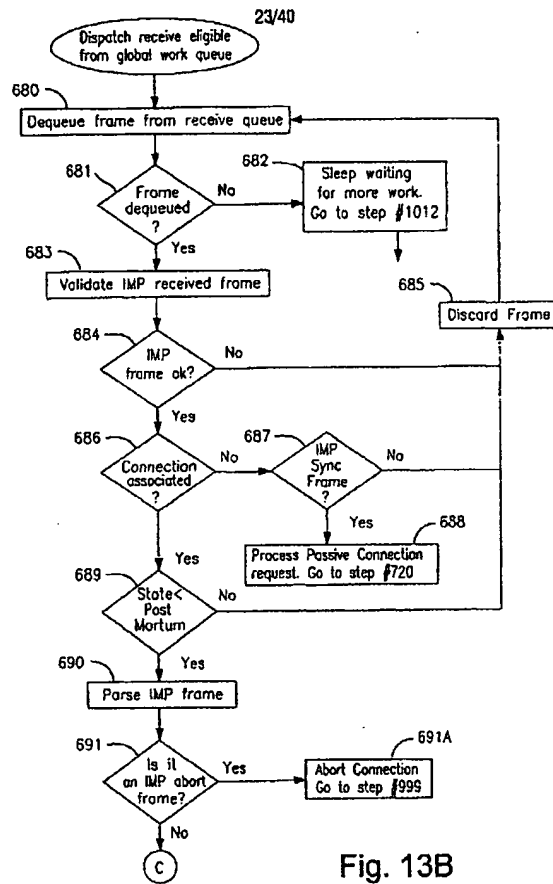 23/40
Dispatch receive eligible
from global work queue
680
Dequeue frame from receive queue
681
Frame
dequeued
?
No
682
Sleep waiting
for more work.
Go to step #1012
Yes
683
Validate IMP received frame
685
Discard Frame
684
IMP
frame ok?
No
Yes
686
Connection
associated
?
No
687
IMP
Sync
Frame
?
No
Yes
688
Process Passive Connection
request. Go to step #720
Yes
689
State<
Post
Mortum
No
Yes
690
Parse IMP frame
691
Is it
an IMP abort
frame?
Yes
691A
Abort Connection
Go to step #999
No
C
Fig. 13B